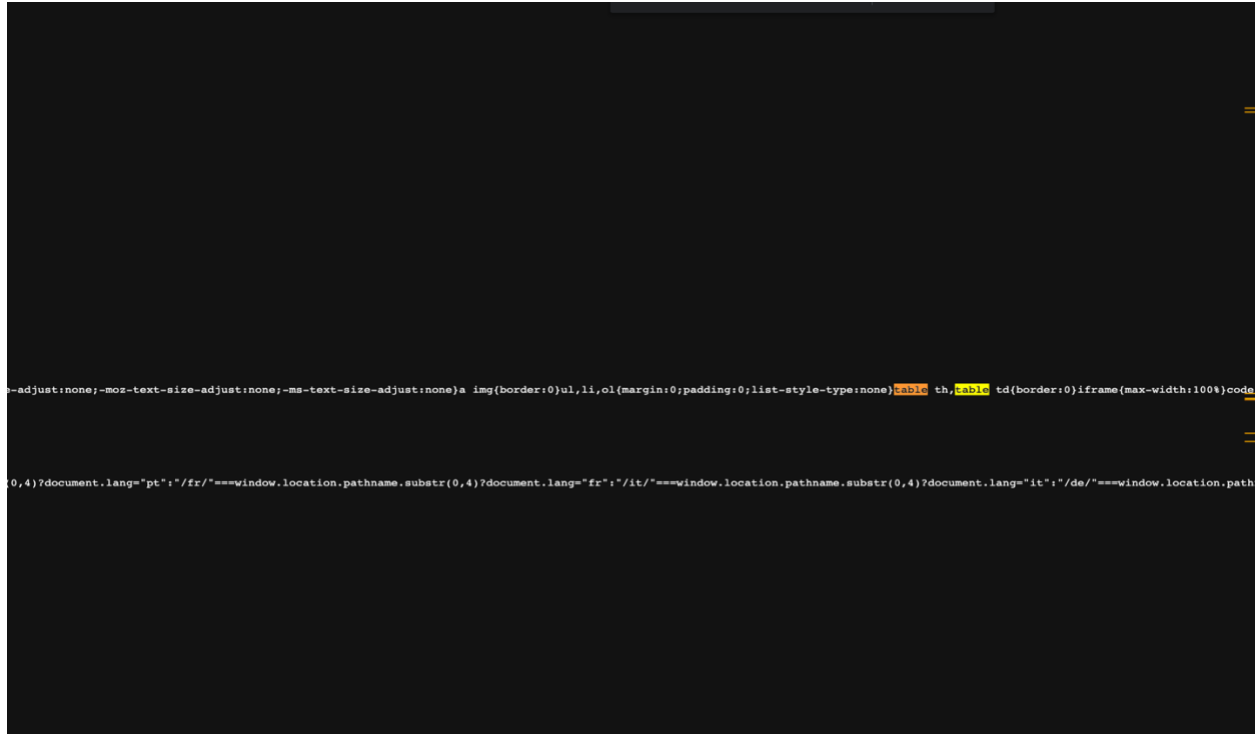 -adjust:none;-moz-text-size-adjust:none;-ms-text-size-adjust:none}a img{border:0}ul,li,ol{margin:0;padding:0;list-style-type:none}table th,table td{border:0}iframe{max-width:100%}code
(0,4)?document.lang="pt":"/fr/"===window.location.pathname.substr(0,4)?document.lang="fr":"/it/"===window.location.pathname.substr(0,4)?document.lang="it":"/de/"===window.location.path